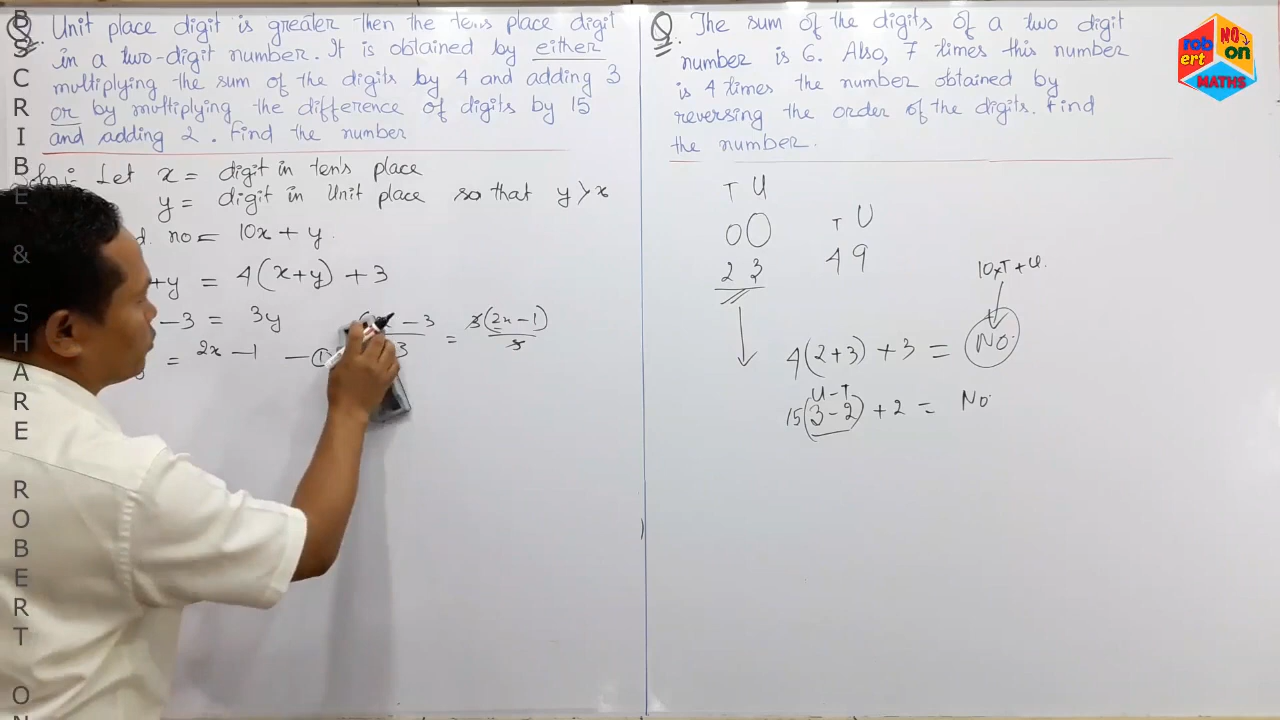 Q. Unit place digit is greater then the tens place digit
in a two-digit number. It is obtained by either
multiplying the sum of the digits by 4 and adding 3
or by multiplying the difference of digits by 15
and adding 2. Find the number
Soln:- Let x = digit in ten's place
y = digit in Unit place so that y > x
no = 10x + y.
+y = 4(x+y) + 3
-3 = 3y
= 2x - 1 - ①
- 3
3
= 3(2x - 1)
3
Q. The sum of the digits of a two digit
number is 6. Also, 7 times this number
is 4 times the number obtained by
reversing the order of the digits. Find
the number.
T U
2 3
T U
4 9
10xT + U.
4(2+3) + 3 = No.
U-T
15(3-2) + 2 = No.
robert NO on
MATHS
BSCRIBE & SHARE ROBERT ON